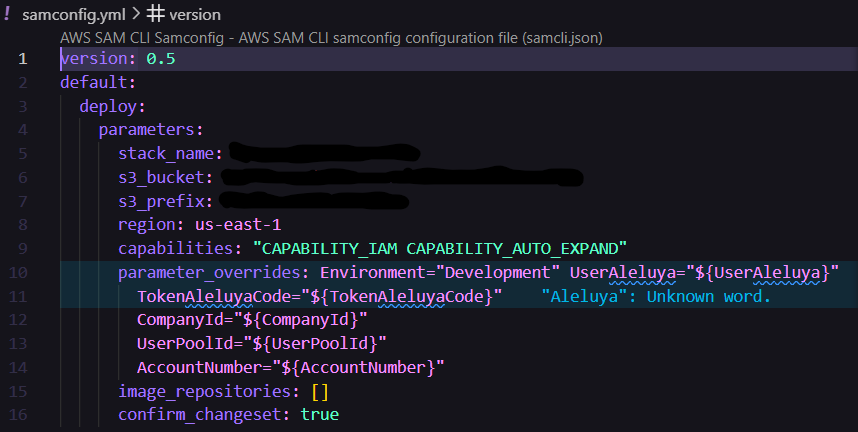 ! samconfig.yml > # version
AWS SAM CLI Samconfig - AWS SAM CLI samconfig configuration file (samcli.json)
1 version: 0.5
2 default:
3 deploy:
4 parameters:
5 stack_name:
6 s3_bucket:
7 s3_prefix:
8 region: us-east-1
9 capabilities: "CAPABILITY_IAM CAPABILITY_AUTO_EXPAND"
10 parameter_overrides: Environment="Development" UserAleluya="${UserAleluya}"
11 TokenAleluyaCode="${TokenAleluyaCode}" "Aleluya": Unknown word.
12 CompanyId="${CompanyId}"
13 UserPoolId="${UserPoolId}"
14 AccountNumber="${AccountNumber}"
15 image_repositories: []
16 confirm_changeset: true